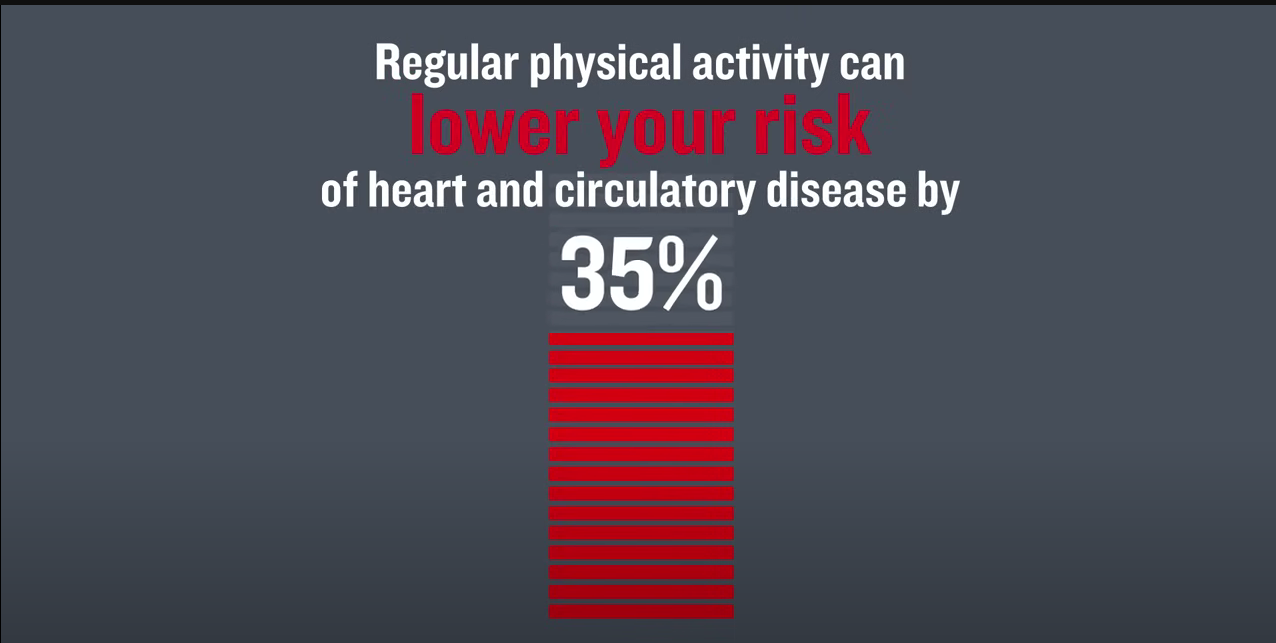 Regular physical activity can
lower your risk
of heart and circulatory disease by
35%